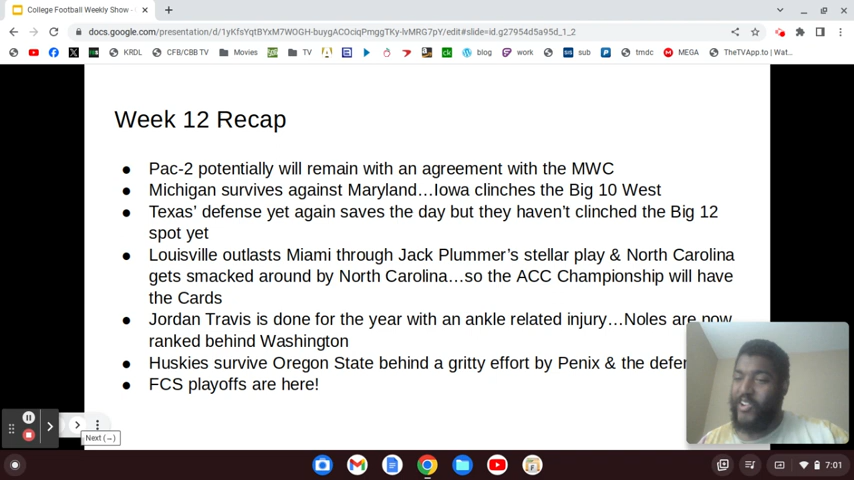 College Football Weekly Show -
docs.google.com/presentation/d/1yKfsYqtBYxM7WOGH-buygACOciqPmggTKy-lvMRG7pY/edit#slide=id.g27954d5a95d_1_2
KRDL
CFB/CBB TV
Movies
TV
blog
work
sub
tmdc
MEGA
TheTVApp.to | Wat...
Week 12 Recap
● Pac-2 potentially will remain with an agreement with the MWC
● Michigan survives against Maryland…Iowa clinches the Big 10 West
● Texas’ defense yet again saves the day but they haven’t clinched the Big 12
spot yet
● Louisville outlasts Miami through Jack Plummer’s stellar play & North Carolina
gets smacked around by North Carolina…so the ACC Championship will have
the Cards
● Jordan Travis is done for the year with an ankle related injury…Noles are now
ranked behind Washington
● Huskies survive Oregon State behind a gritty effort by Penix & the defen
● FCS playoffs are here!
Next (→)
7:01